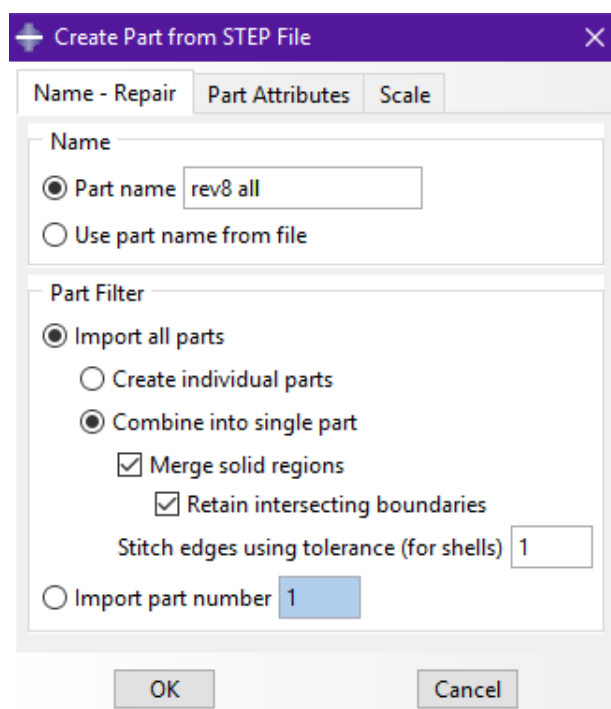 Create Part from STEP File
Name - Repair Part Attributes Scale
Name
Part name rev8 all
Use part name from file
Part Filter
Import all parts
Create individual parts
Combine into single part
Merge solid regions
Retain intersecting boundaries
Stitch edges using tolerance (for shells) 1
Import part number 1
OK Cancel